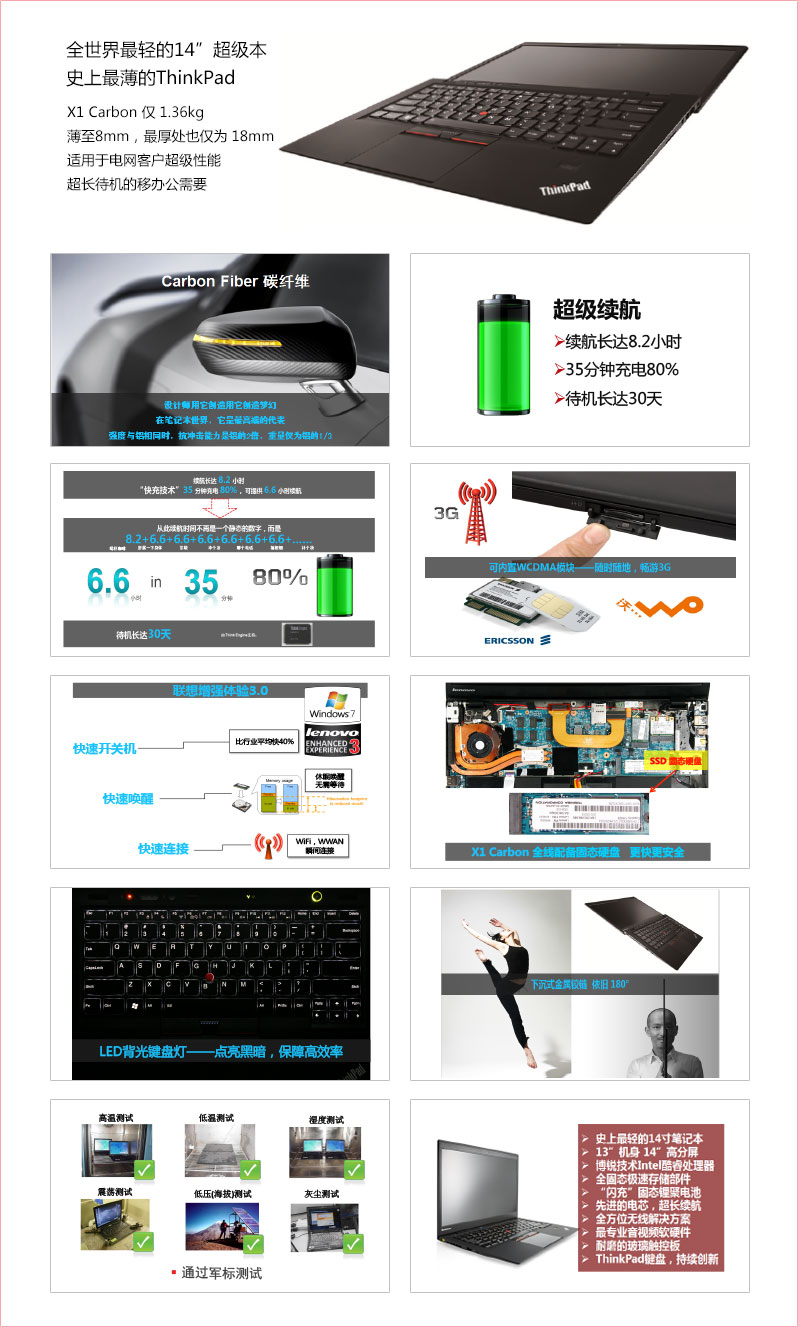 全世界最轻的14”超级本
史上最薄的ThinkPad
X1 Carbon 仅 1.36kg
薄至8mm，最厚处也仅为 18mm
适用于电网客户超级性能
超长待机的移办公需要
ThinkPad
Carbon Fiber 碳纤维
设计师用它创造用它创造梦幻
在笔记本世界，它是最高端的代表
强度与铝相同时，抗冲击能力是铝的2倍，重量仅为铝的1/3
超级续航
续航长达8.2小时
35分钟充电80%
待机长达30天
续航长达 8.2 小时
“快充技术” 35 分钟充电 80%，可提供 6.6 小时续航
从此续航时间不再是一个静态的数字，而是
8.2+6.6+6.6+6.6+6.6+6.6+6.6+……
6.6 小时 in 35 分钟 80%
待机长达30天
3G
可内置WCDMA模块——随时随地，畅游3G
ERICSSON
沃... WO
联想增强体验3.0
Windows 7
lenovo
ENHANCED
EXPERIENCE 3
快速开关机
比行业平均快40%
快速唤醒
Memory usage
休眠唤醒
无需等待
快速连接
WiFi，WWAN
瞬间连接
lenovo
SSD 固态硬盘
X1 Carbon 全线配备固态硬盘 更快更安全
LED背光键盘灯——点亮黑暗，保障高效率
下沉式金属铰链 依旧 180°
高温测试
低温测试
湿度测试
震荡测试
低压(海拔)测试
灰尘测试
通过军标测试
史上最轻的14寸笔记本
13”机身 14”高分屏
博锐技术Intel酷睿处理器
全固态极速存储部件
“闪充”固态锂聚电池
先进的电芯，超长续航
全方位无线解决方案
最专业音视频软硬件
耐磨的玻璃触控板
ThinkPad键盘，持续创新